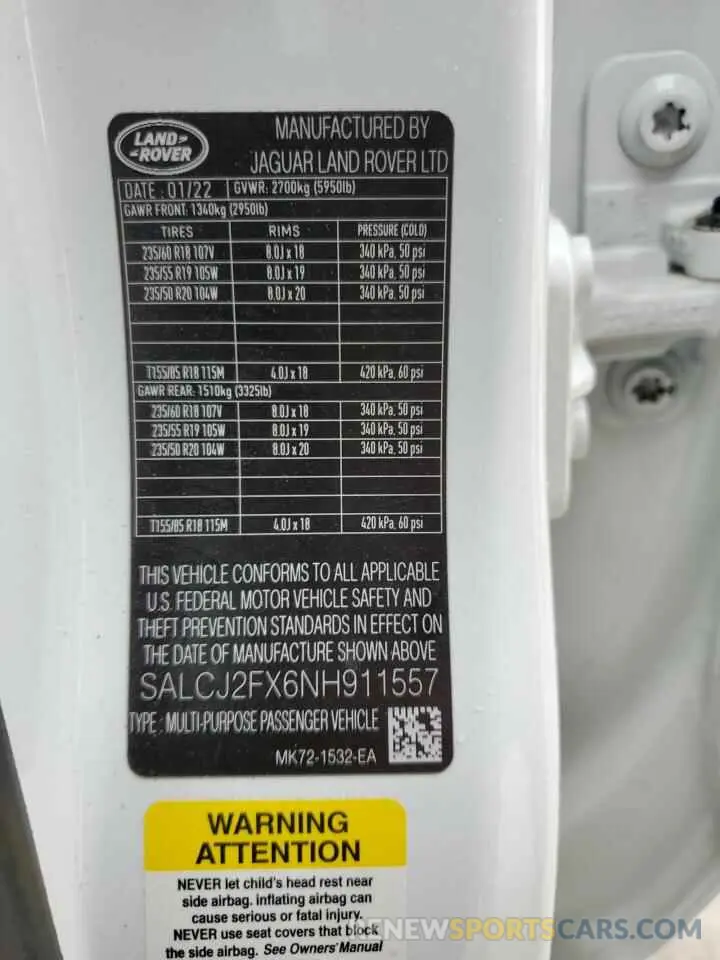 LAND
ROVER
MANUFACTURED BY
JAGUAR LAND ROVER LTD
DATE : 01/22 GVWR: 2700kg (5950lb)
GAWR FRONT: 1340kg (2950lb)
TIRES RIMS PRESSURE (COLD)
235/60 R18 107V 8.0J x 18 340 kPa, 50 psi
235/55 R19 105W 8.0J x 19 340 kPa, 50 psi
235/50 R20 104W 8.0J x 20 340 kPa, 50 psi
T155/85 R18 115M 4.0J x 18 420 kPa, 60 psi
GAWR REAR: 1510kg (3325lb)
235/60 R18 107V 8.0J x 18 340 kPa, 50 psi
235/55 R19 105W 8.0J x 19 340 kPa, 50 psi
235/50 R20 104W 8.0J x 20 340 kPa, 50 psi
T155/85 R18 115M 4.0J x 18 420 kPa, 60 psi
THIS VEHICLE CONFORMS TO ALL APPLICABLE
U.S. FEDERAL MOTOR VEHICLE SAFETY AND
THEFT PREVENTION STANDARDS IN EFFECT ON
THE DATE OF MANUFACTURE SHOWN ABOVE
SALCJ2FX6NH911557
TYPE : MULTI-PURPOSE PASSENGER VEHICLE
MK72-1532-EA
WARNING
ATTENTION
NEVER let child's head rest near
side airbag. inflating airbag can
cause serious or fatal injury.
NEVER use seat covers that block
the side airbag. See Owners' Manual
RENEWSPORTSCARS.COM